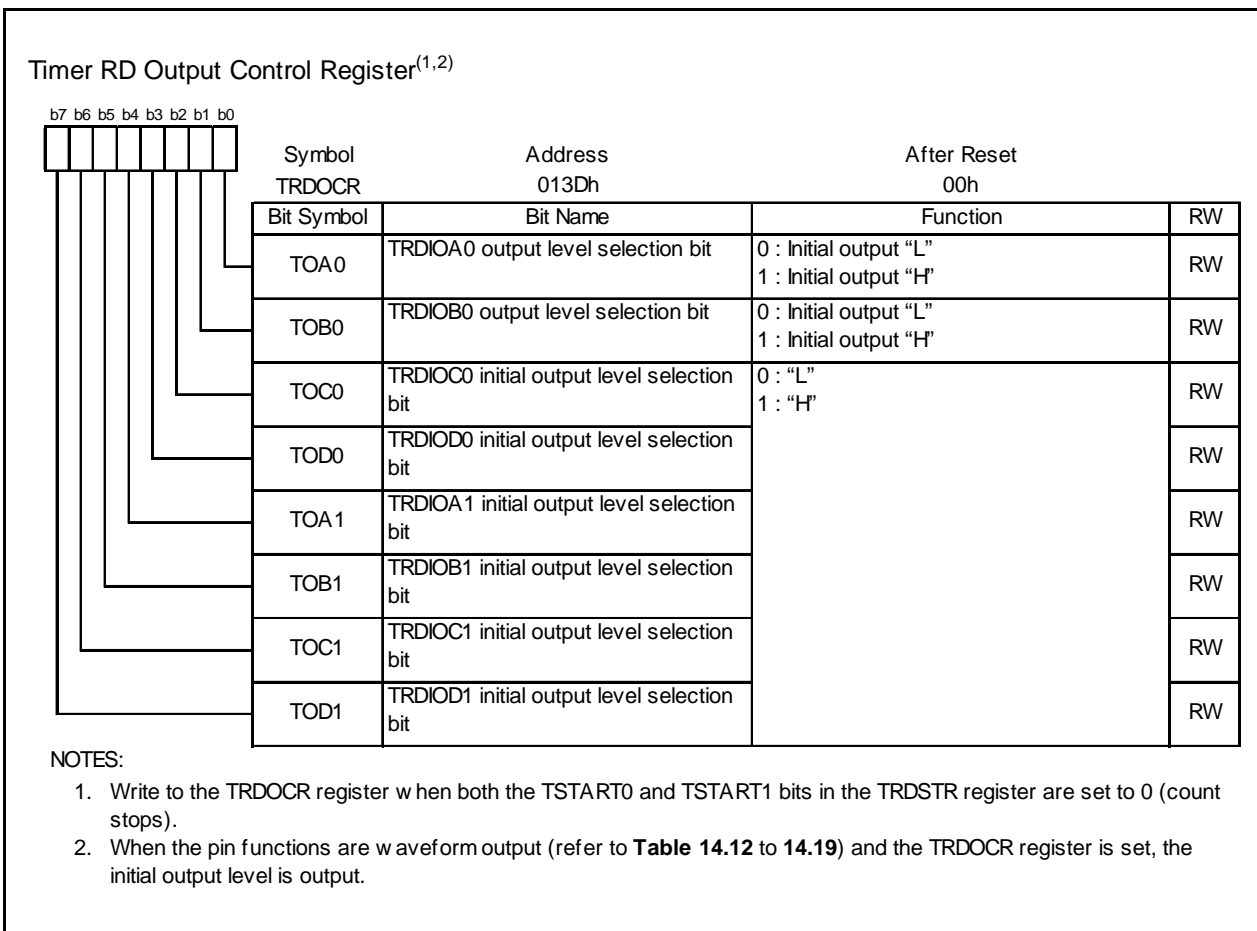 Timer RD Output Control Register(1,2)
b7 b6 b5 b4 b3 b2 b1 b0
Symbol Address After Reset
TRDOCR 013Dh 00h
Bit Symbol Bit Name Function RW
TOA0 TRDIOA0 output level selection bit 0 : Initial output “L” RW
1 : Initial output “H”
TOB0 TRDIOB0 output level selection bit 0 : Initial output “L” RW
1 : Initial output “H”
TOC0 TRDIOC0 initial output level selection 0 : “L” RW
bit 1 : “H”
TOD0 TRDIOD0 initial output level selection RW
bit
TOA1 TRDIOA1 initial output level selection RW
bit
TOB1 TRDIOB1 initial output level selection RW
bit
TOC1 TRDIOC1 initial output level selection RW
bit
TOD1 TRDIOD1 initial output level selection RW
bit
NOTES:
1. Write to the TRDOCR register when both the TSTART0 and TSTART1 bits in the TRDSTR register are set to 0 (count
stops).
2. When the pin functions are waveform output (refer to Table 14.12 to 14.19) and the TRDOCR register is set, the
initial output level is output.